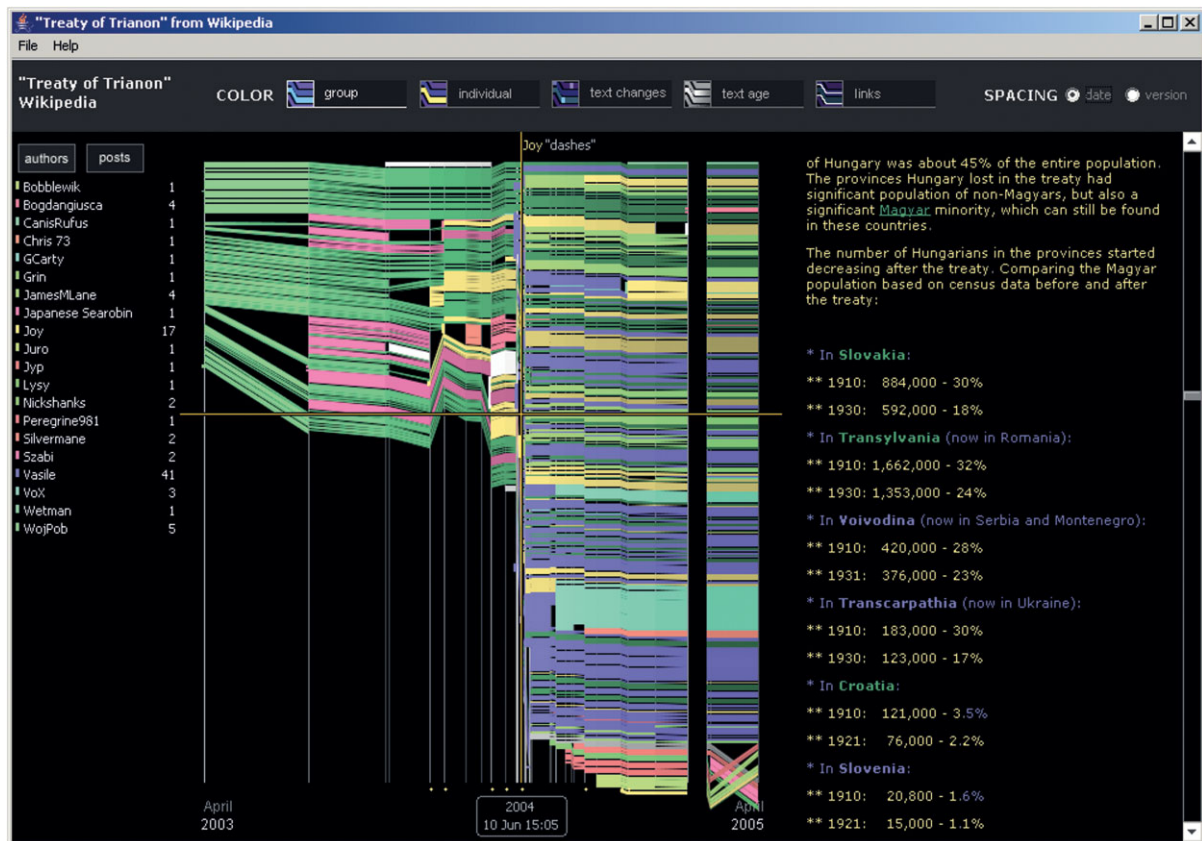 "Treaty of Trianon" from Wikipedia
File Help
"Treaty of Trianon"
Wikipedia
COLOR group individual text changes text age links SPACING date version
authors posts
Bobblewik 1
Bogdangiusca 4
CanisRufus 1
Chris 73 1
GCarty 1
Grin 1
JamesMLane 4
Japanese Searobin 1
Joy 17
Juro 1
Jyp 1
Lysy 1
Nickshanks 2
Peregrine981 1
Silvermane 2
Szabi 2
Vasile 41
VoX 3
Wetman 1
WojPob 5
Joy "dashes"
April
2003
2004
10 Jun 15:05
April
2005
of Hungary was about 45% of the entire population.
The provinces Hungary lost in the treaty had
significant population of non-Magyars, but also a
significant Magyar minority, which can still be found
in these countries.
The number of Hungarians in the provinces started
decreasing after the treaty. Comparing the Magyar
population based on census data before and after
the treaty:
* In Slovakia:
** 1910: 884,000 - 30%
** 1930: 592,000 - 18%
* In Transylvania (now in Romania):
** 1910: 1,662,000 - 32%
** 1930: 1,353,000 - 24%
* In Voivodina (now in Serbia and Montenegro):
** 1910: 420,000 - 28%
** 1931: 376,000 - 23%
* In Transcarpathia (now in Ukraine):
** 1910: 183,000 - 30%
** 1930: 123,000 - 17%
* In Croatia:
** 1910: 121,000 - 3.5%
** 1921: 76,000 - 2.2%
* In Slovenia:
** 1910: 20,800 - 1.6%
** 1921: 15,000 - 1.1%